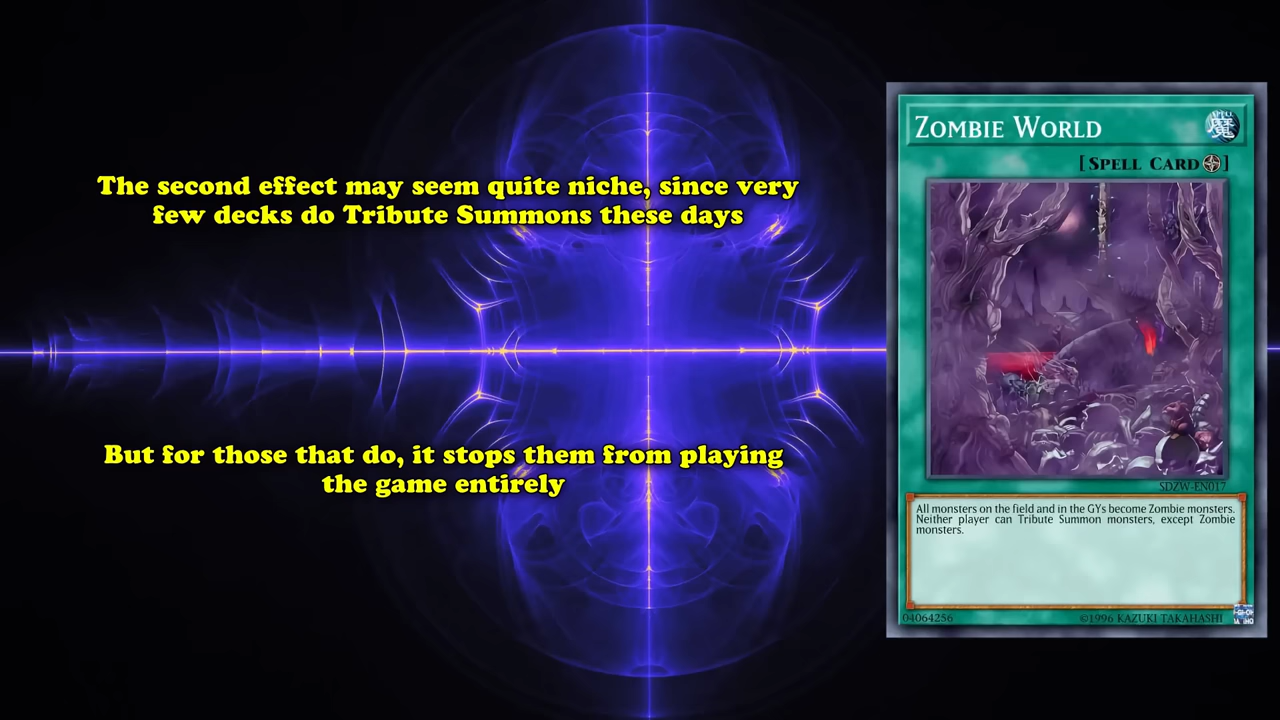 The second effect may seem quite niche, since very
few decks do Tribute Summons these days
But for those that do, it stops them from playing
the game entirely
ZOMBIE WORLD
魔
[SPELL CARD]
SDZW-EN017
All monsters on the field and in the GYs become Zombie monsters.
Neither player can Tribute Summon monsters, except Zombie
monsters.
04064256
©1996 KAZUKI TAKAHASHI